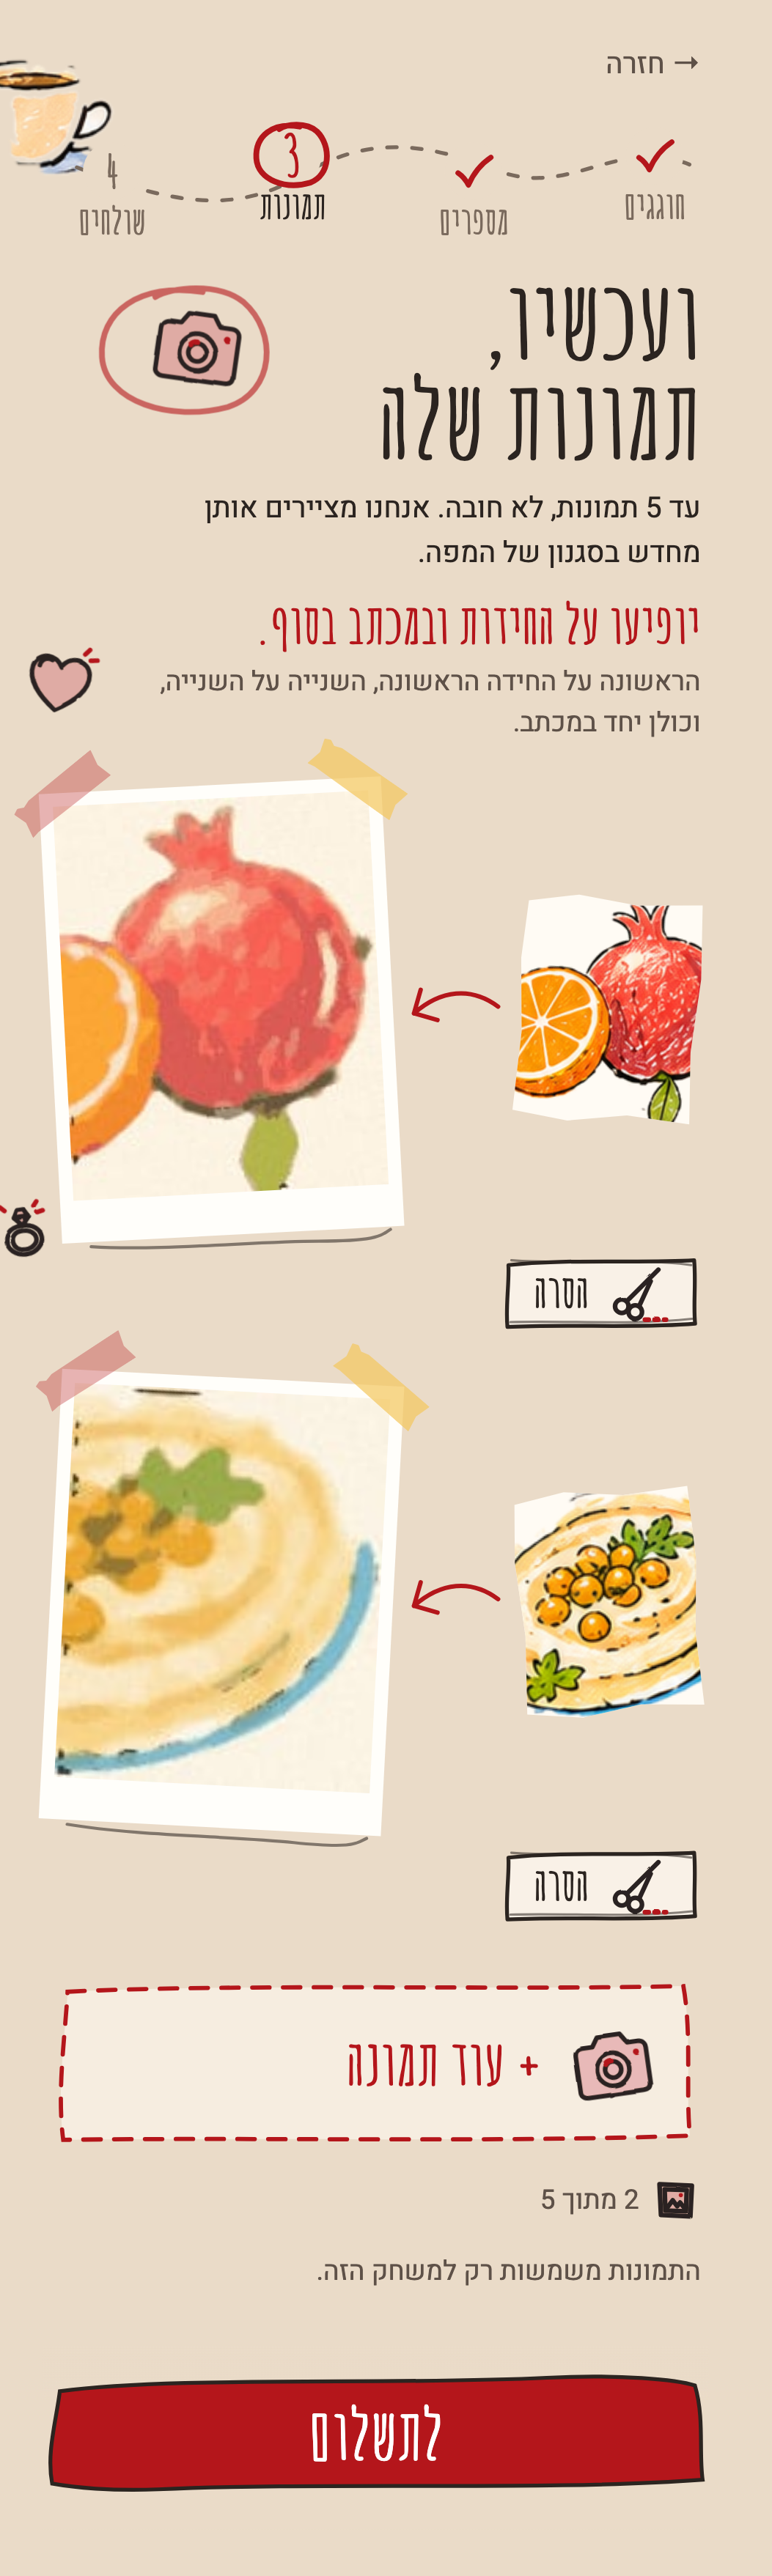 → חזרה
חוגגים
מספרים
3
תמונות
4
שולחים
ועכשיו,
תמונות שלה
עד 5 תמונות, לא חובה. אנחנו מציירים אותן
מחדש בסגנון של המפה.
יופיעו על החידות ובמכתב בסוף.
הראשונה על החידה הראשונה, השנייה על השנייה,
וכולן יחד במכתב.
הסרה
הסרה
+ עוד תמונה
2 מתוך 5
התמונות משמשות רק למשחק הזה.
לתשלום